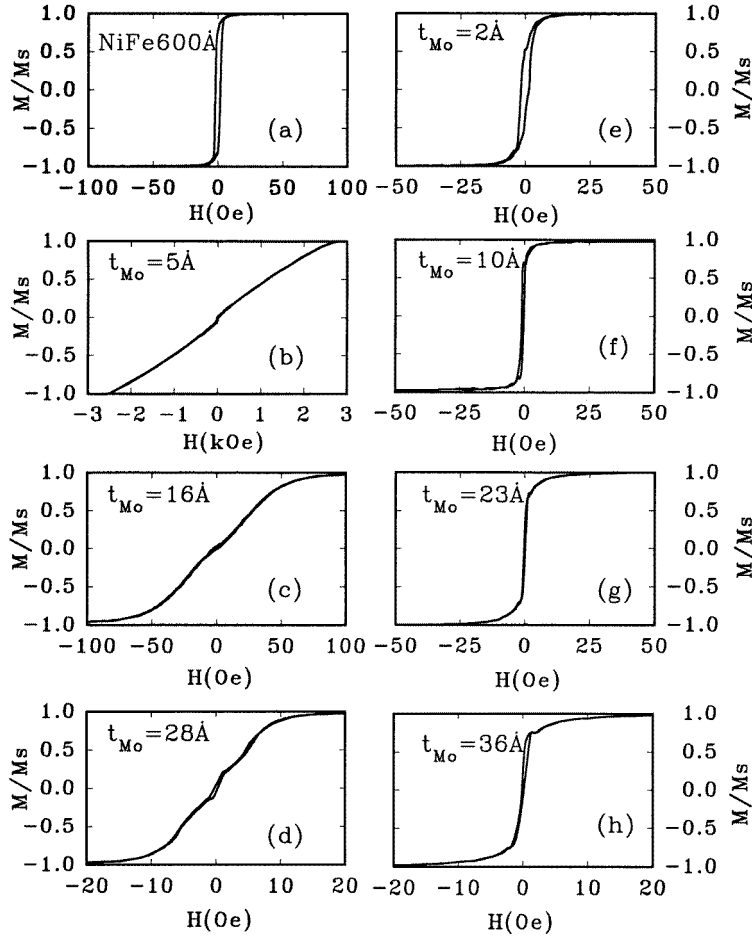 1.0
0.5
0.0
−0.5
−1.0
M/Ms
NiFe600Å
(a)
−100 −50 0 50 100
H(Oe)
1.0
0.5
0.0
−0.5
−1.0
M/Ms
t_Mo=2Å
(e)
−50 −25 0 25 50
H(Oe)
1.0
0.5
0.0
−0.5
−1.0
M/Ms
t_Mo=5Å
(b)
−3 −2 −1 0 1 2 3
H(kOe)
1.0
0.5
0.0
−0.5
−1.0
M/Ms
t_Mo=10Å
(f)
−50 −25 0 25 50
H(Oe)
1.0
0.5
0.0
−0.5
−1.0
M/Ms
t_Mo=16Å
(c)
−100 −50 0 50 100
H(Oe)
1.0
0.5
0.0
−0.5
−1.0
M/Ms
t_Mo=23Å
(g)
−50 −25 0 25 50
H(Oe)
1.0
0.5
0.0
−0.5
−1.0
M/Ms
t_Mo=28Å
(d)
−20 −10 0 10 20
H(Oe)
1.0
0.5
0.0
−0.5
−1.0
M/Ms
t_Mo=36Å
(h)
−20 −10 0 10 20
H(Oe)